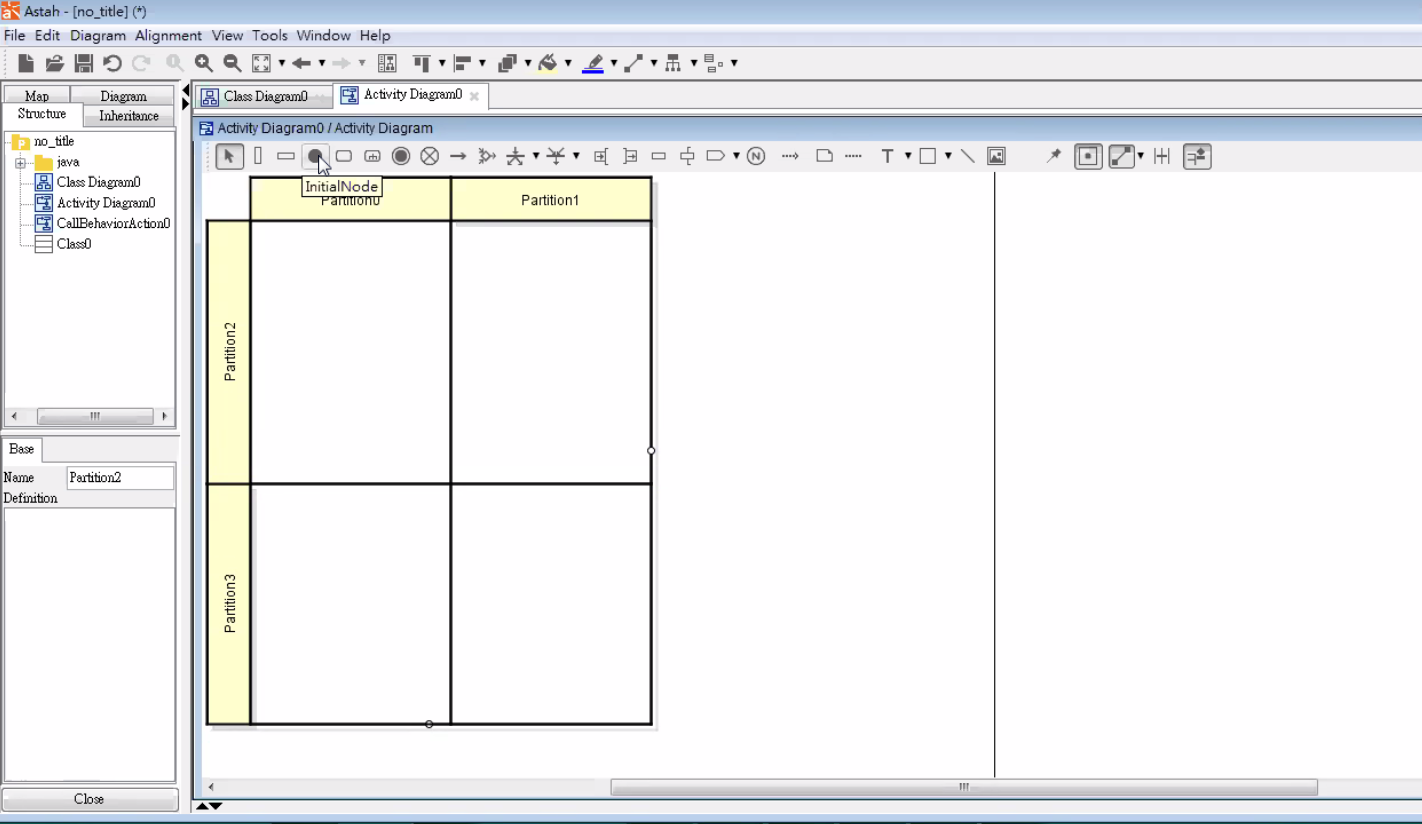 Astah - [no_title] (*)
File Edit Diagram Alignment View Tools Window Help
Map Diagram
Structure Inheritance
no_title
java
Class Diagram0
Activity Diagram0
CallBehaviorAction0
Class0
Base
Name Partition2
Definition
Close
Class Diagram0 Activity Diagram0
Activity Diagram0 / Activity Diagram
N T
InitialNode
Partition0 Partition1
Partition2
Partition3